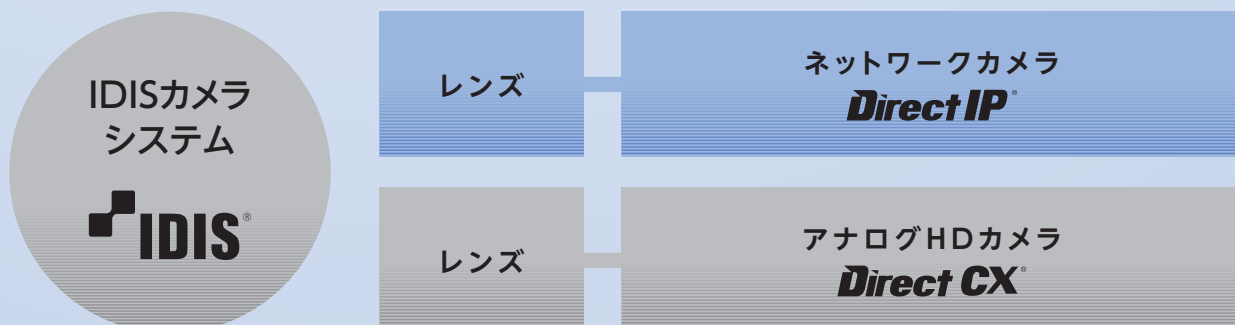 IDISカメラ
システム
IDIS®
レンズ
ネットワークカメラ
Direct IP®
レンズ
アナログHDカメラ
Direct CX®